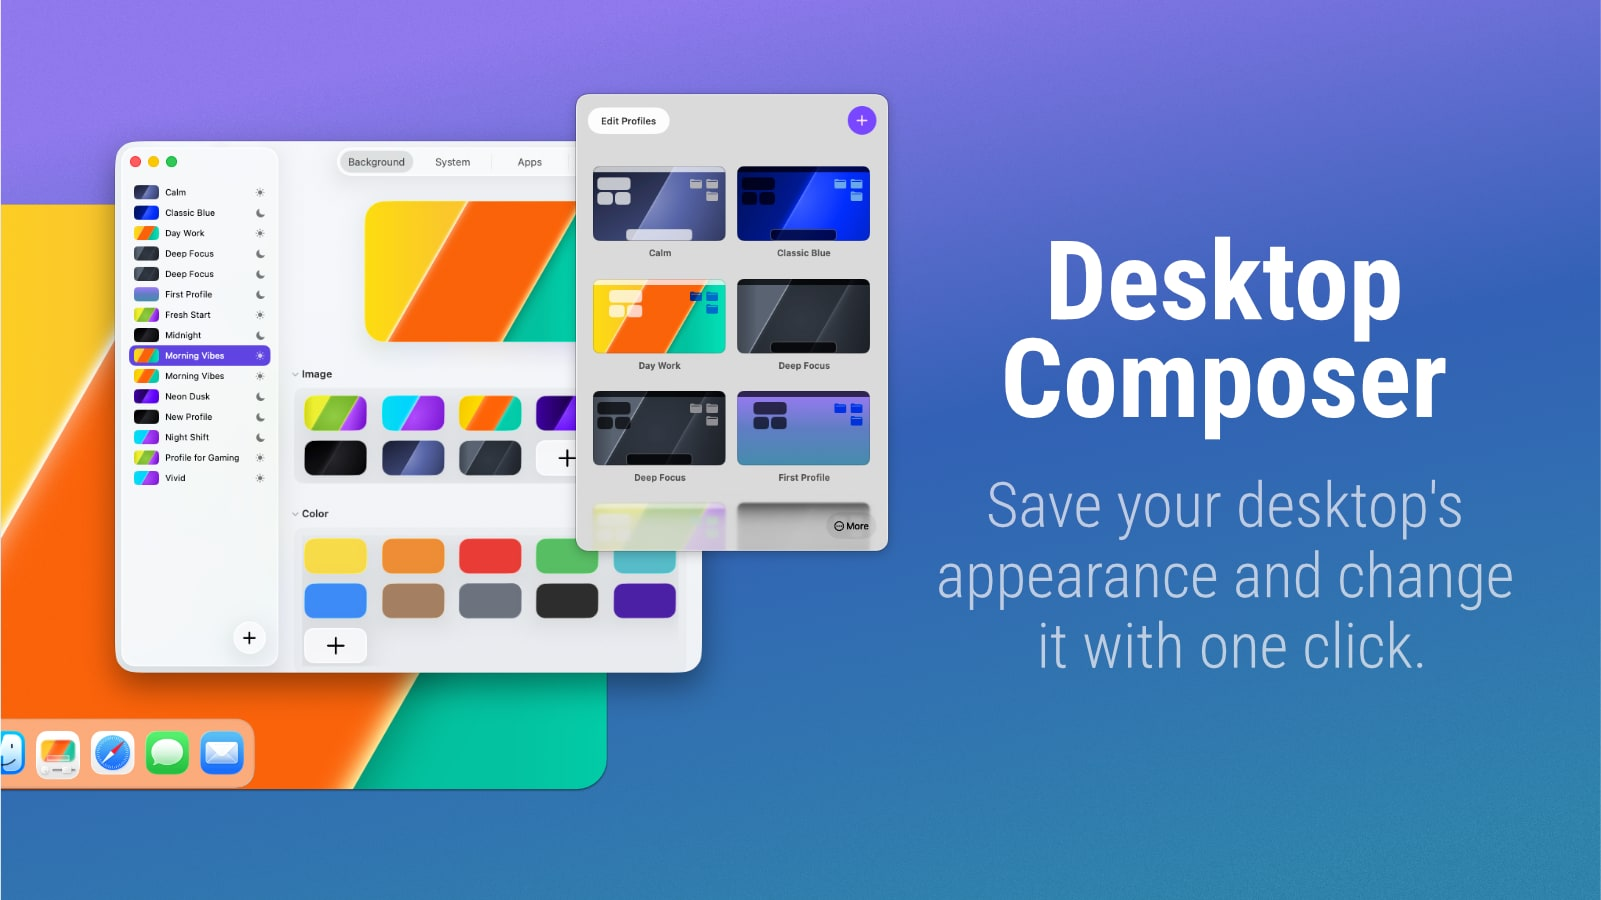 Calm
Classic Blue
Day Work
Deep Focus
Deep Focus
First Profile
Fresh Start
Midnight
Morning Vibes
Morning Vibes
Neon Dusk
New Profile
Night Shift
Profile for Gaming
Vivid
Background System Apps
Image
Color
Edit Profiles
Calm Classic Blue
Day Work Deep Focus
Deep Focus First Profile
More
Desktop
Composer
Save your desktop's
appearance and change
it with one click.